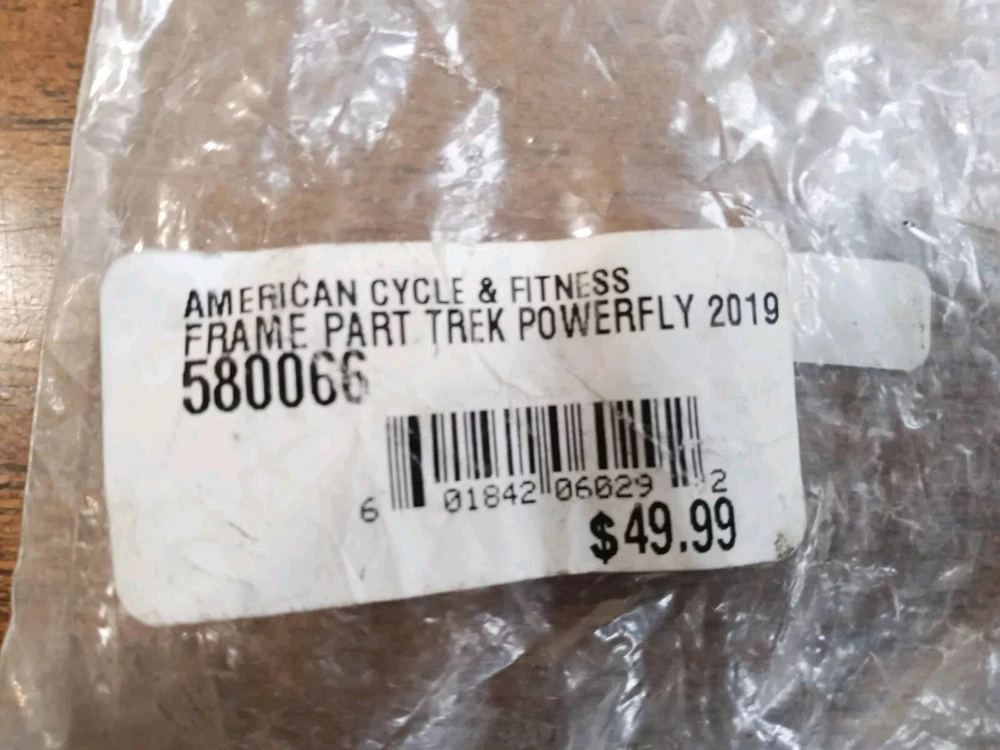 AMERICAN CYCLE & FITNESS
FRAME PART TREK POWERFLY 2019
580066
6 01842 06029 2
$49.99